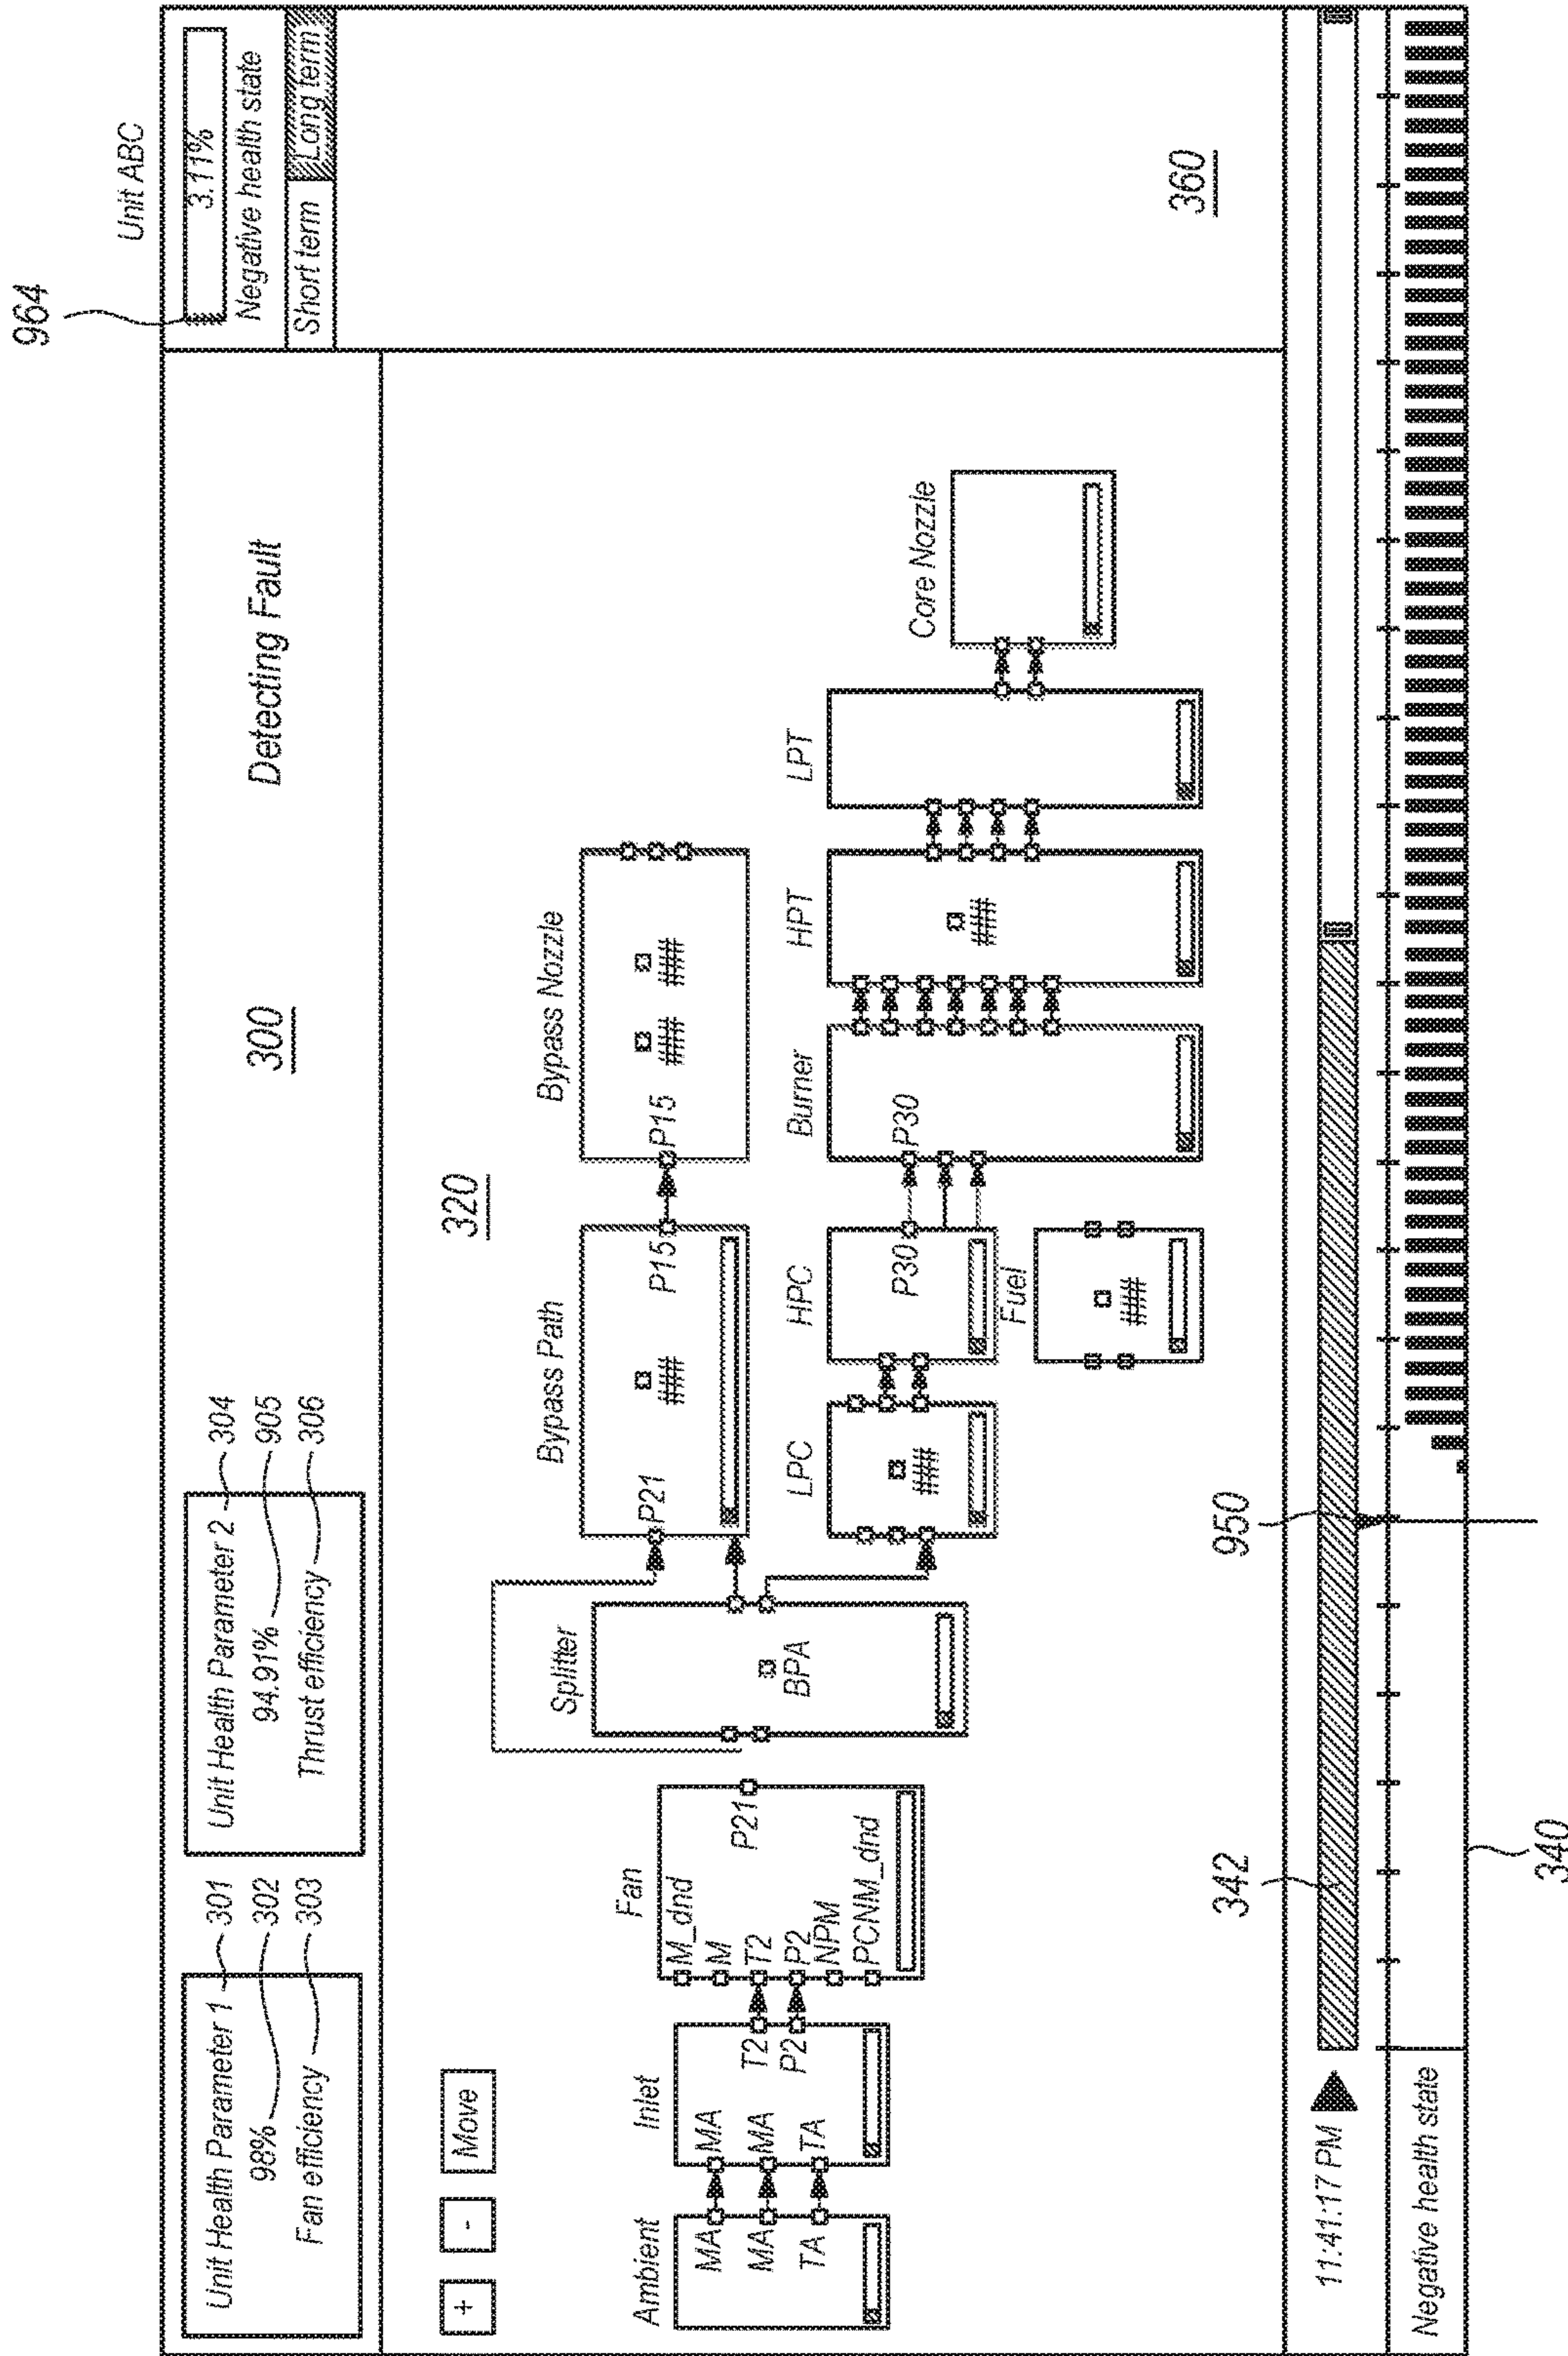 964
Unit ABC
Unit Health Parameter 1
301
98%
302
Fan efficiency
303
Unit Health Parameter 2
304
94.91%
905
Thrust efficiency
306
300
Detecting Fault
3.11%
Negative health state
Short term
Long term
+
-
Move
320
360
Ambient
MA
MA
TA
Inlet
MA
MA
TA
T2
P2
Fan
M_dnd
M
T2
P2
NPM
PCNM_dnd
P21
Splitter
BPA
Bypass Path
P21
###
P15
Bypass Nozzle
P15
###
###
LPC
###
HPC
P30
Fuel
###
Burner
P30
HPT
###
LPT
Core Nozzle
342
950
11:41:17 PM
Negative health state
340